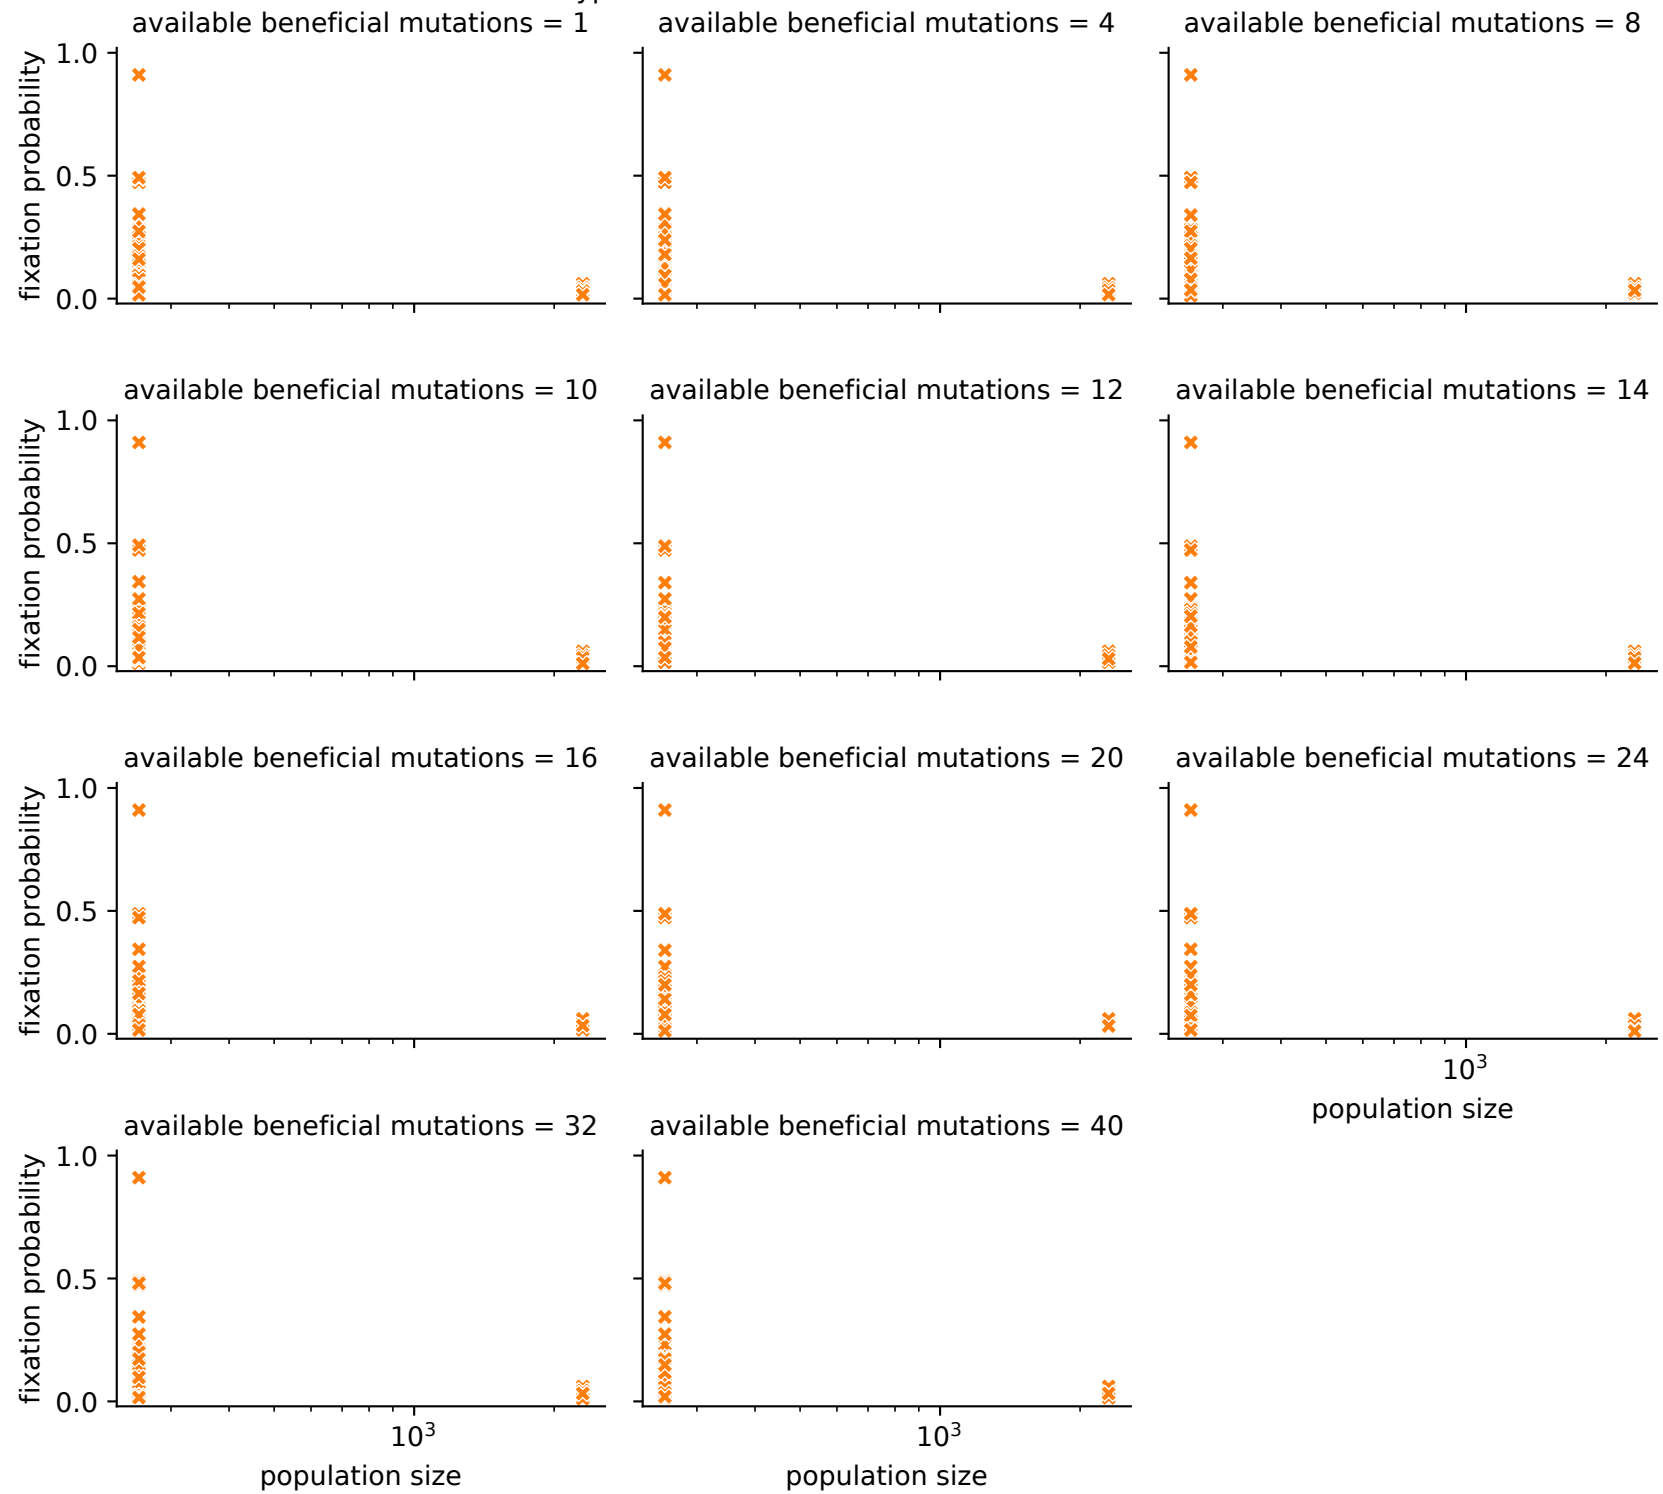 available beneficial mutations = 1
available beneficial mutations = 4
available beneficial mutations = 8
fixation probability
1.0
0.5
0.0
available beneficial mutations = 10
available beneficial mutations = 12
available beneficial mutations = 14
fixation probability
1.0
0.5
0.0
available beneficial mutations = 16
available beneficial mutations = 20
available beneficial mutations = 24
fixation probability
1.0
0.5
0.0
10³
population size
available beneficial mutations = 32
available beneficial mutations = 40
fixation probability
1.0
0.5
0.0
10³
10³
population size
population size